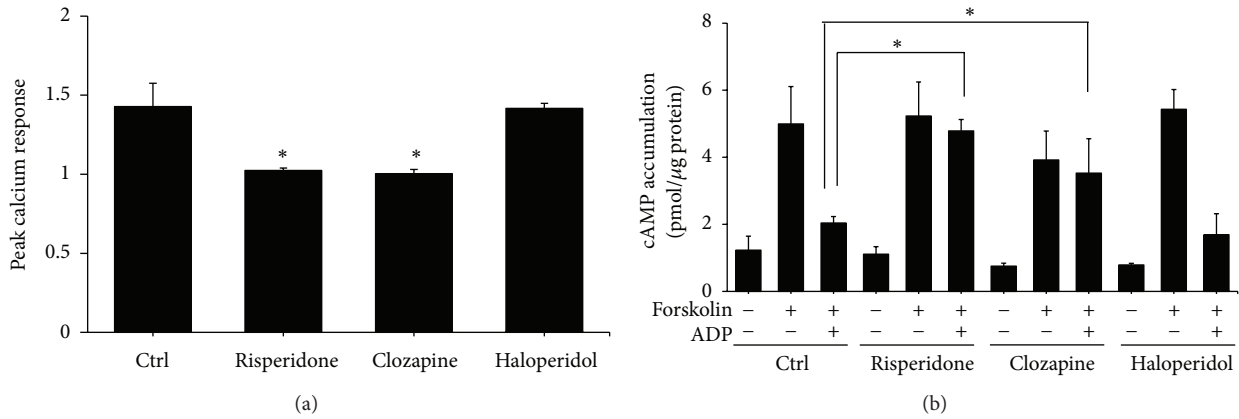 2
1.5
1
0.5
0
Peak calcium response
* *
Ctrl Risperidone Clozapine Haloperidol
(a)
8
6
4
2
0
cAMP accumulation
(pmol/μg protein)
*
*
Forskolin − + + − + + − + + − + +
ADP − − + − − + − − + − − +
Ctrl Risperidone Clozapine Haloperidol
(b)